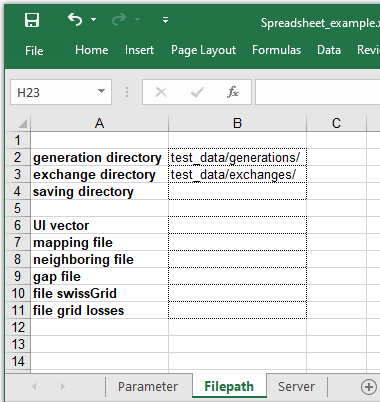 Spreadsheet_example.x
File Home Insert Page Layout Formulas Data Revi
H23 fx
A B C
1
2 generation directory test_data/generations/
3 exchange directory test_data/exchanges/
4 saving directory
5
6 UI vector
7 mapping file
8 neighboring file
9 gap file
10 file swissGrid
11 file grid losses
12
13
14
Parameter Filepath Server